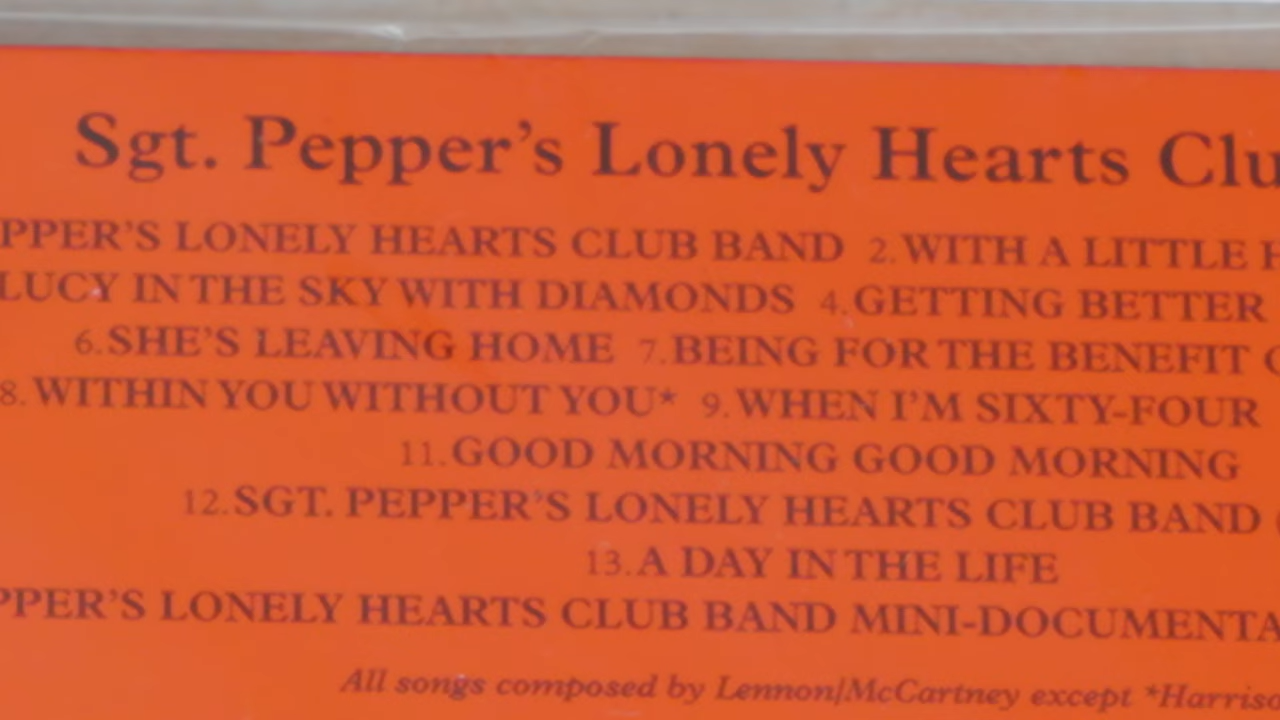 Sgt. Pepper's Lonely Hearts Clu
PPER'S LONELY HEARTS CLUB BAND 2.WITH A LITTLE
LUCY IN THE SKY WITH DIAMONDS 4.GETTING BETTER
6.SHE'S LEAVING HOME 7.BEING FOR THE BENEFIT
8.WITHIN YOU WITHOUT YOU* 9.WHEN I'M SIXTY-FOUR
11.GOOD MORNING GOOD MORNING
12.SGT. PEPPER'S LONELY HEARTS CLUB BAND
13.A DAY IN THE LIFE
PPER'S LONELY HEARTS CLUB BAND MINI-DOCUMENTA
All songs composed by Lennon/McCartney except *Harriso